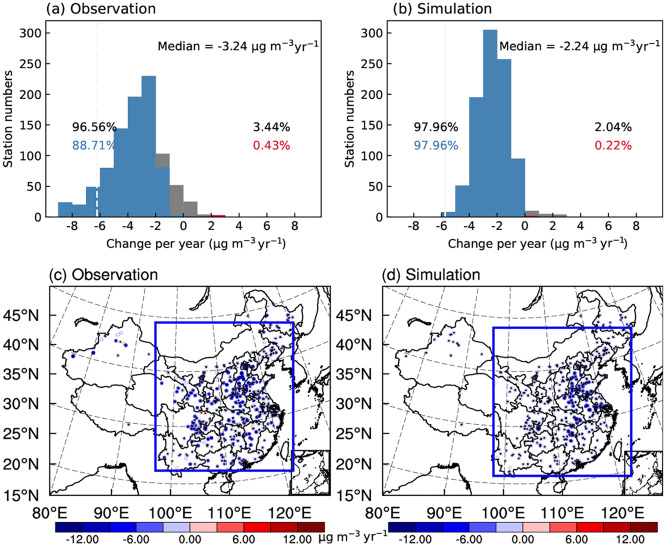 (a) Observation
(b) Simulation
Station numbers
300
250
200
150
100
50
0
Median = -3.24 μg m−3yr−1
96.56%
88.71%
3.44%
0.43%
-8 -6 -4 -2 0 2 4 6 8
Change per year (μg m−3 yr−1)
Station numbers
300
250
200
150
100
50
0
Median = -2.24 μg m−3yr−1
97.96%
97.96%
2.04%
0.22%
-8 -6 -4 -2 0 2 4 6 8
Change per year (μg m−3 yr−1)
(c) Observation
(d) Simulation
45°N
40°N
35°N
30°N
25°N
20°N
15°N
80°E 90°E 100°E 110°E 120°E
45°N
40°N
35°N
30°N
25°N
20°N
15°N
80°E 90°E 100°E 110°E 120°E
-12.00 -6.00 0.00 6.00 12.00
μg m−3 yr−1
-12.00 -6.00 0.00 6.00 12.00